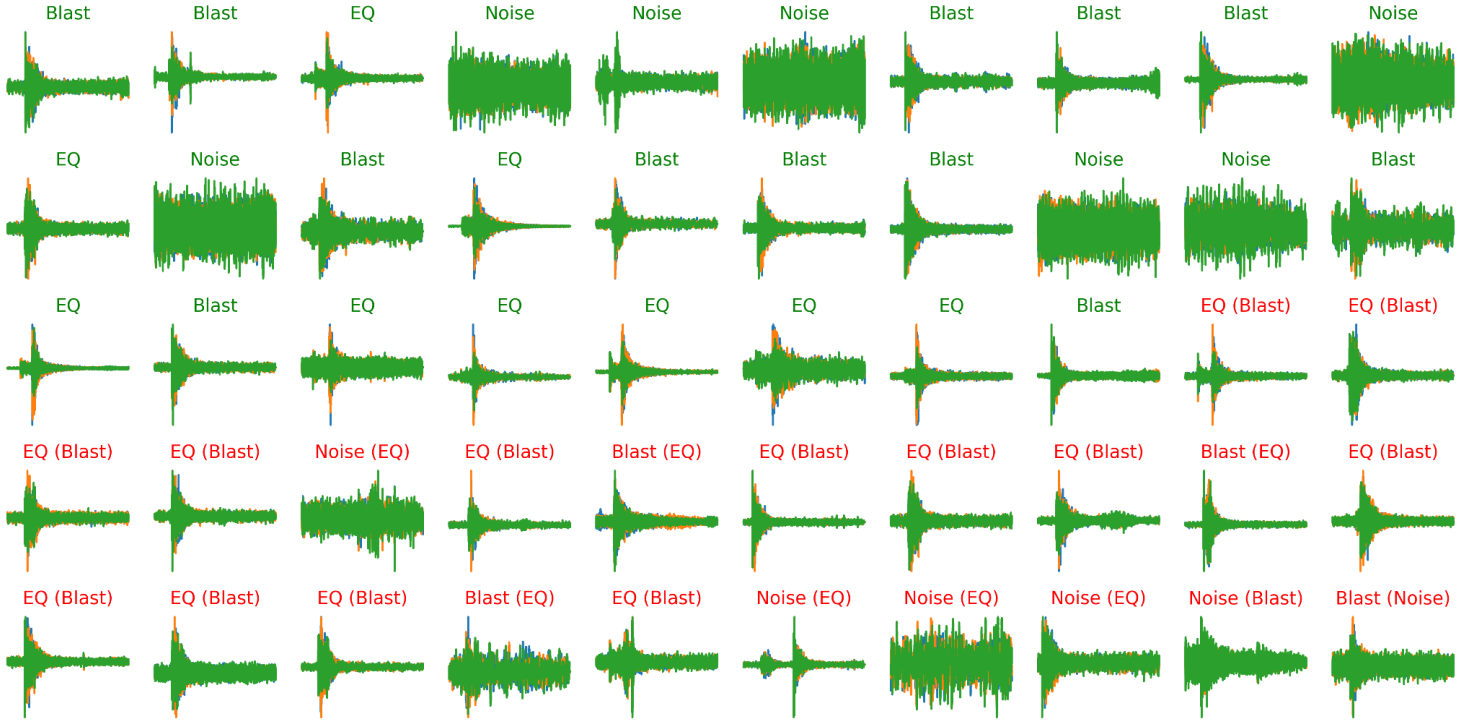 Blast Blast EQ Noise Noise Noise Blast Blast Blast Noise
EQ Noise Blast EQ Blast Blast Blast Noise Noise Blast
EQ Blast EQ EQ EQ EQ EQ Blast EQ (Blast) EQ (Blast)
EQ (Blast) EQ (Blast) Noise (EQ) EQ (Blast) Blast (EQ) EQ (Blast) EQ (Blast) EQ (Blast) Blast (EQ) EQ (Blast)
EQ (Blast) EQ (Blast) EQ (Blast) Blast (EQ) EQ (Blast) Noise (EQ) Noise (EQ) Noise (EQ) Noise (Blast) Blast (Noise)